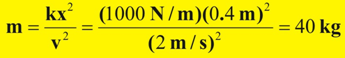 m = kx²/v² = (1000 N/m)(0.4 m)²/(2 m/s)² = 40 kg